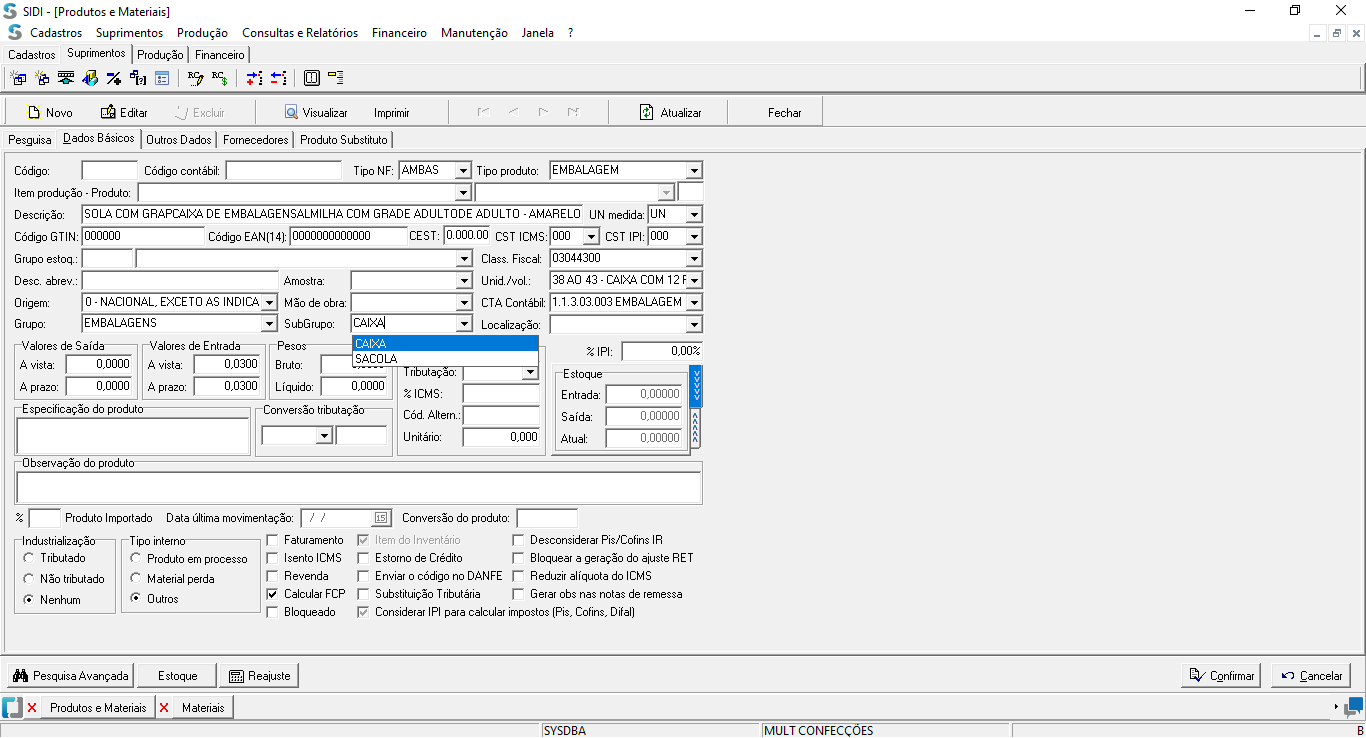 SIDI - [Produtos e Materiais]
Cadastros Suprimentos Produção Consultas e Relatórios Financeiro Manutenção Janela ?
Cadastros Suprimentos Produção Financeiro
Novo Editar Excluir Visualizar Imprimir Atualizar Fechar
Pesquisa Dados Básicos Outros Dados Fornecedores Produto Substituto
Código: Código contábil: Tipo NF: AMBAS Tipo produto: EMBALAGEM
Item produção - Produto:
Descrição: SOLA COM GRAPCAIXA DE EMBALAGENSALMILHA COM GRADE ADULTODE ADULTO - AMARELO UN medida: UN
Código GTIN: 000000 Código EAN(14): 0000000000000 CEST: 0.000.00 CST ICMS: 000 CST IPI: 000
Grupo estoq.: Class. Fiscal: 03044300
Desc. abrev.: Amostra: Unid./vol.: 38 AO 43 - CAIXA COM 12 F
Origem: 0 - NACIONAL, EXCETO AS INDICA Mão de obra: CTA Contábil: 1.1.3.03.003 EMBALAGEM
Grupo: EMBALAGENS SubGrupo: CAIXA Localização:
CAIXA
SACOLA
Valores de Saída Valores de Entrada Pesos % IPI: 0,00%
A vista: 0,0000 A vista: 0,0300 Bruto: 0,0000
A prazo: 0,0000 A prazo: 0,0300 Líquido: 0,0000
Tributação:
% ICMS:
Cód. Altern.:
Unitário: 0,000
Estoque
Entrada: 0,00000
Saída: 0,00000
Atual: 0,00000
Especificação do produto Conversão tributação
Observação do produto
% Produto Importado Data última movimentação: / / 15 Conversão do produto:
Industrialização
Tributado
Não tributado
Nenhum
Tipo interno
Produto em processo
Material perda
Outros
Faturamento Item do Inventário Desconsiderar Pis/Cofins IR
Isento ICMS Estorno de Crédito Bloquear a geração do ajuste RET
Revenda Enviar o código no DANFE Reduzir alíquota do ICMS
Calcular FCP Substituição Tributária Gerar obs nas notas de remessa
Bloqueado Considerar IPI para calcular impostos (Pis, Cofins, Difal)
Pesquisa Avançada Estoque Reajuste Confirmar Cancelar
Produtos e Materiais Materiais
SYSDBA MULT CONFECÇÕES B